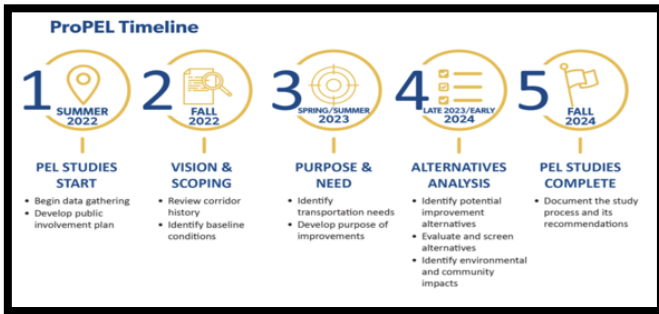 ProPEL Timeline
1
SUMMER
2022
PEL STUDIES
START
• Begin data gathering
• Develop public
involvement plan
2
FALL
2022
VISION &
SCOPING
• Review corridor
history
• Identify baseline
conditions
3
SPRING/SUMMER
2023
PURPOSE &
NEED
• Identify
transportation needs
• Develop purpose of
improvements
4
LATE 2023/EARLY
2024
ALTERNATIVES
ANALYSIS
• Identify potential
improvement
alternatives
• Evaluate and screen
alternatives
• Identify environmental
and community
impacts
5
FALL
2024
PEL STUDIES
COMPLETE
• Document the study
process and its
recommendations